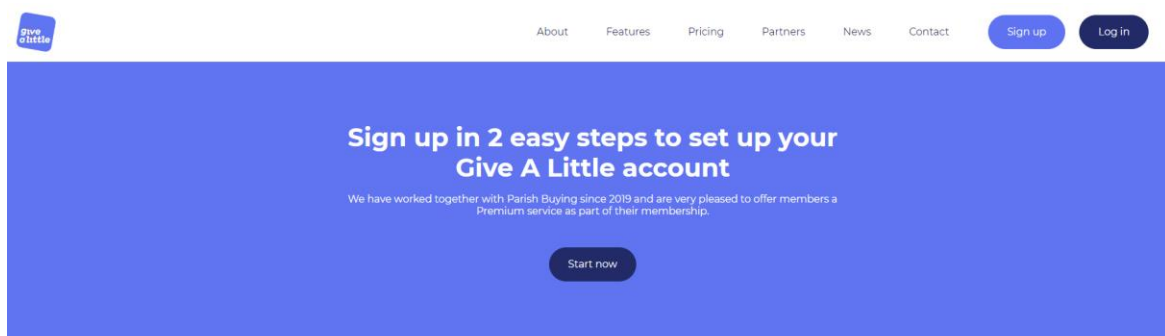 give
a little
About
Features
Pricing
Partners
News
Contact
Sign up
Log in
Sign up in 2 easy steps to set up your
Give A Little account
We have worked together with Parish Buying since 2019 and are very pleased to offer members a
Premium service as part of their membership.
Start now